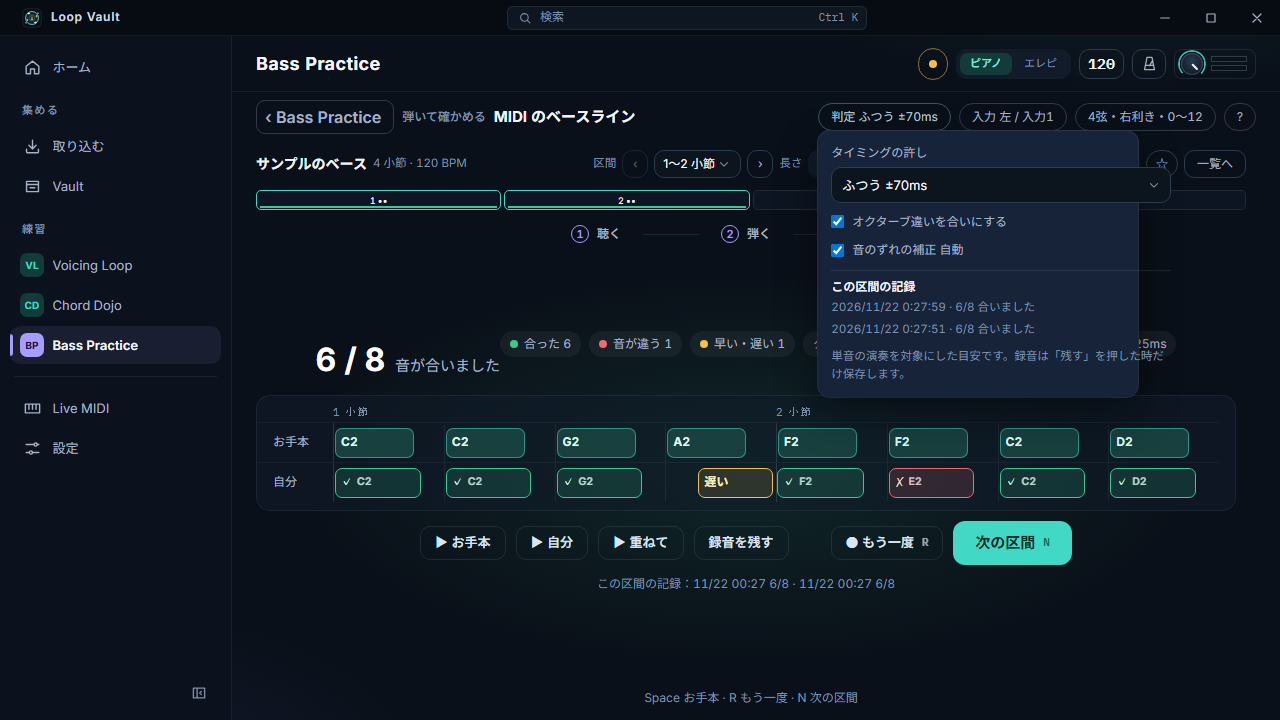 Loop Vault
検索
Ctrl K
ホーム
集める
取り込む
Vault
練習
VL Voicing Loop
CD Chord Dojo
BP Bass Practice
Live MIDI
設定
Bass Practice
ピアノ エレピ 120
‹ Bass Practice 弾いて確かめる MIDI のベースライン
判定 ふつう ±70ms 入力 左 / 入力1 4弦・右利き・0〜12 ?
サンプルのベース 4 小節 · 120 BPM 区間 ‹ 1〜2 小節 › 長さ ☆ 一覧へ
1 2
1 聴く 2 弾く
タイミングの許し
ふつう ±70ms
オクターブ違いを合いにする
音のずれの補正 自動
この区間の記録
2026/11/22 0:27:59 · 6/8 合いました
2026/11/22 0:27:51 · 6/8 合いました
単音の演奏を対象にした目安です。録音は「残す」を押した時だ
け保存します。
6 / 8 音が合いました
合った 6 音が違う 1 早い・遅い 1 25ms
1 小節 2 小節
お手本 C2 C2 G2 A2 F2 F2 C2 D2
自分 ✓ C2 ✓ C2 ✓ G2 遅い ✓ F2 ✗ E2 ✓ C2 ✓ D2
▶ お手本 ▶ 自分 ▶ 重ねて 録音を残す ● もう一度 R 次の区間 N
この区間の記録：11/22 00:27 6/8 · 11/22 00:27 6/8
Space お手本 · R もう一度 · N 次の区間